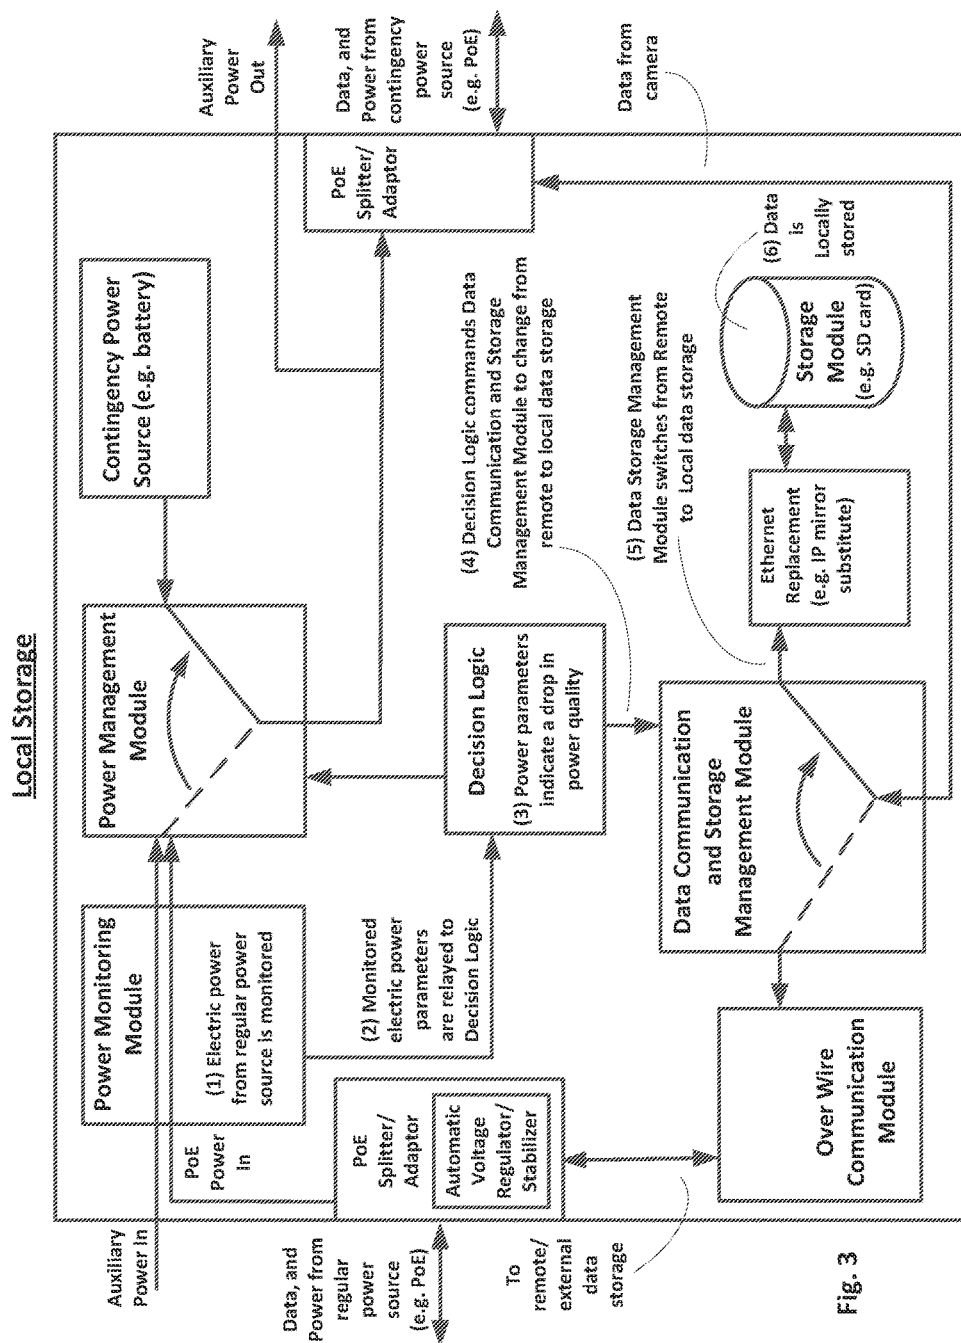 Local Storage
Auxiliary
Power In
Power Monitoring
Module
(1) Electric power
from regular power
source is monitored
PoE
Power
In
Power Management
Module
Contingency Power
Source (e.g. battery)
Auxiliary
Power
Out
Data, and
Power from
regular
power
source
(e.g. PoE)
PoE
Splitter/
Adaptor
Automatic
Voltage
Regulator/
Stabilizer
(2) Monitored
electric power
parameters
are relayed to
Decision Logic
Decision Logic
(3) Power parameters
indicate a drop in
power quality
(4) Decision Logic commands Data
Communication and Storage
Management Module to change from
remote to local data storage
PoE
Splitter/
Adaptor
Data, and
Power from
contingency
power
source
(e.g. PoE)
To
remote/
external
data
storage
Over Wire
Communication
Module
Data Communication
and Storage
Management Module
(5) Data Storage Management
Module switches from Remote
to Local data storage
Ethernet
Replacement
(e.g. IP mirror
substitute)
Storage
Module
(e.g. SD card)
(6) Data
is
Locally
stored
Data from
camera
Fig. 3